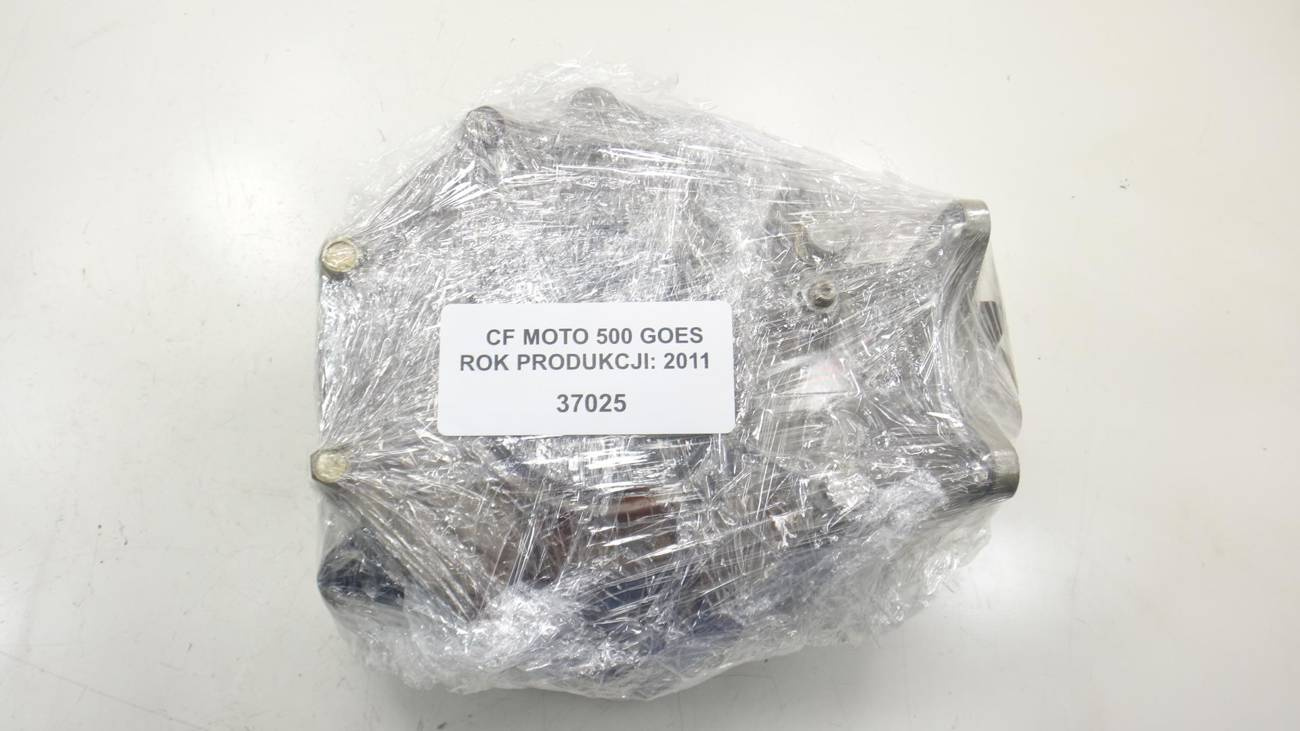 CF MOTO 500 GOES
ROK PRODUKCJI: 2011
37025